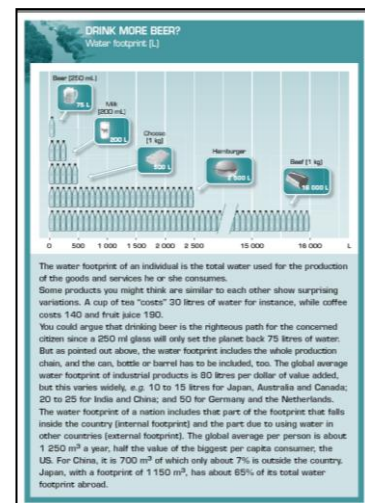 DRINK MORE BEER?
Water footprint (L)
Beer (250 mL)
75 L
Milk
(200 mL)
200 L
Cheese
(1 kg)
500 L
Hamburger
Beef (1 kg)
16 000 L
0 500 1 000 1 500 2 000 2 500 15 000 16 000 L
The water footprint of an individual is the total water used for the production
of the goods and services he or she consumes.
Some products you might think are similar to each other show surprising
variations. A cup of tea "costs" 30 litres of water for instance, while coffee
costs 140 and fruit juice 190.
You could argue that drinking beer is the righteous path for the concerned
citizen since a 250 ml glass will only set the planet back 75 litres of water.
But as pointed out above, the water footprint includes the whole production
chain, and the can, bottle or barrel has to be included, too. The global average
water footprint of industrial products is 80 litres per dollar of value added,
but this varies widely, e.g. 10 to 15 litres for Japan, Australia and Canada;
20 to 25 for India and China; and 50 for Germany and the Netherlands.
The water footprint of a nation includes that part of the footprint that falls
inside the country (internal footprint) and the part due to using water in
other countries (external footprint). The global average per person is about
1 250 m³ a year, half the value of the biggest per capita consumer, the
US. For China, it is 700 m³ of which only about 7% is outside the country.
Japan, with a footprint of 1 150 m³, has about 65% of its total water
footprint abroad.